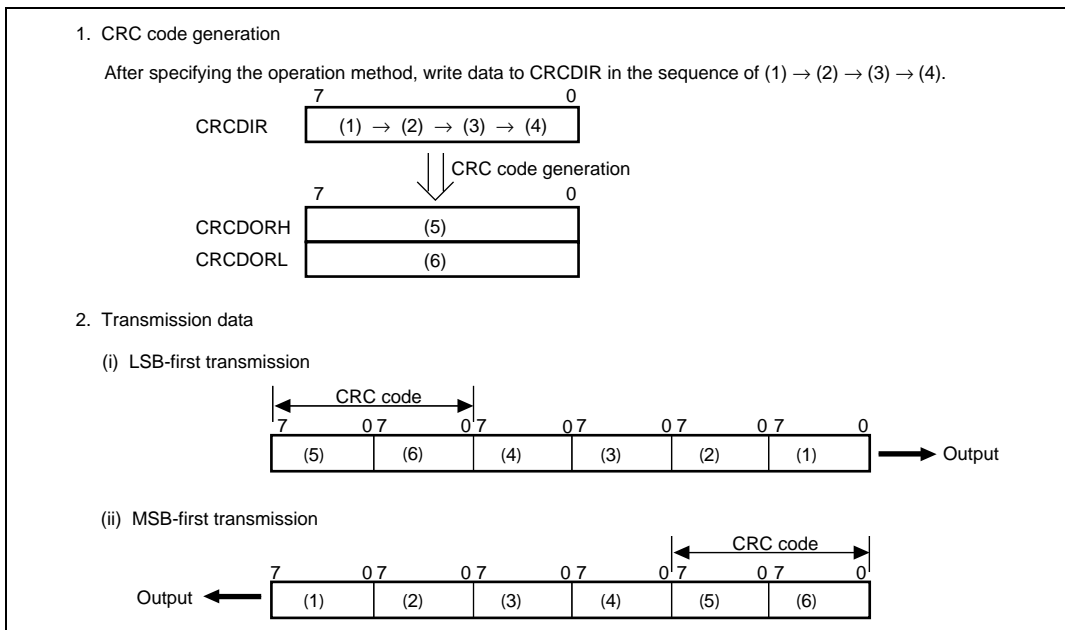 1. CRC code generation
After specifying the operation method, write data to CRCDIR in the sequence of (1) → (2) → (3) → (4).
7 0
CRCDIR (1) → (2) → (3) → (4)
CRC code generation
7 0
CRCDORH (5)
CRCDORL (6)
2. Transmission data
(i) LSB-first transmission
CRC code
7 0 7 0 7 0 7 0 7 0 7 0
(5) (6) (4) (3) (2) (1) Output
(ii) MSB-first transmission
CRC code
7 0 7 0 7 0 7 0 7 0 7 0
Output (1) (2) (3) (4) (5) (6)